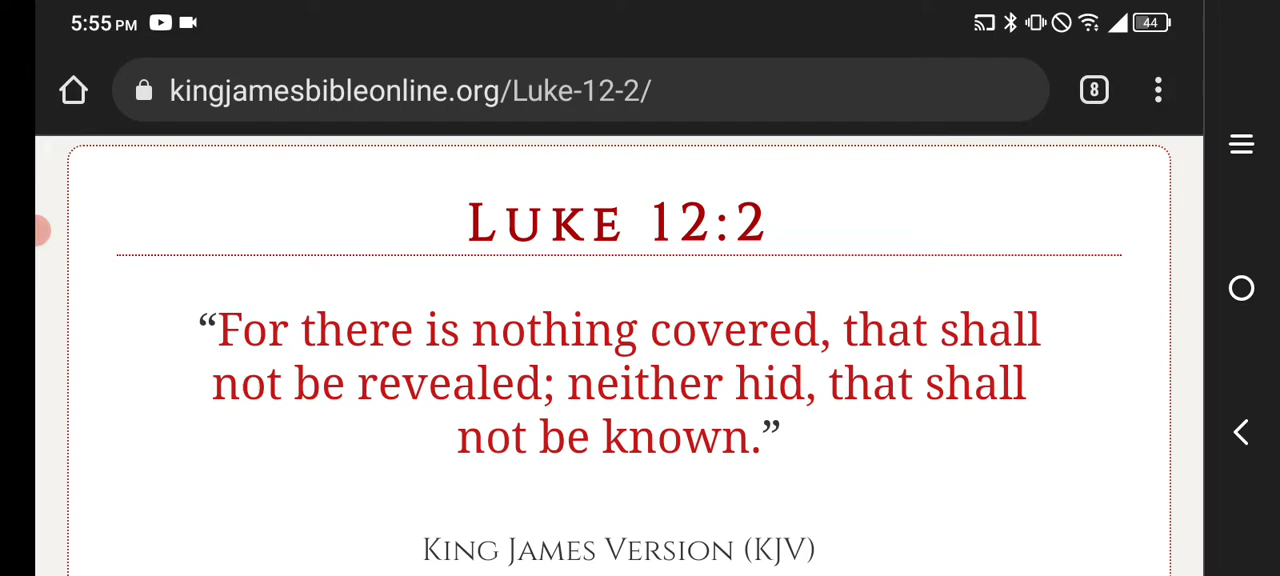 5:55 PM
44
kingjamesbibleonline.org/Luke-12-2/
8
LUKE 12:2
“For there is nothing covered, that shall
not be revealed; neither hid, that shall
not be known.”
KING JAMES VERSION (KJV)